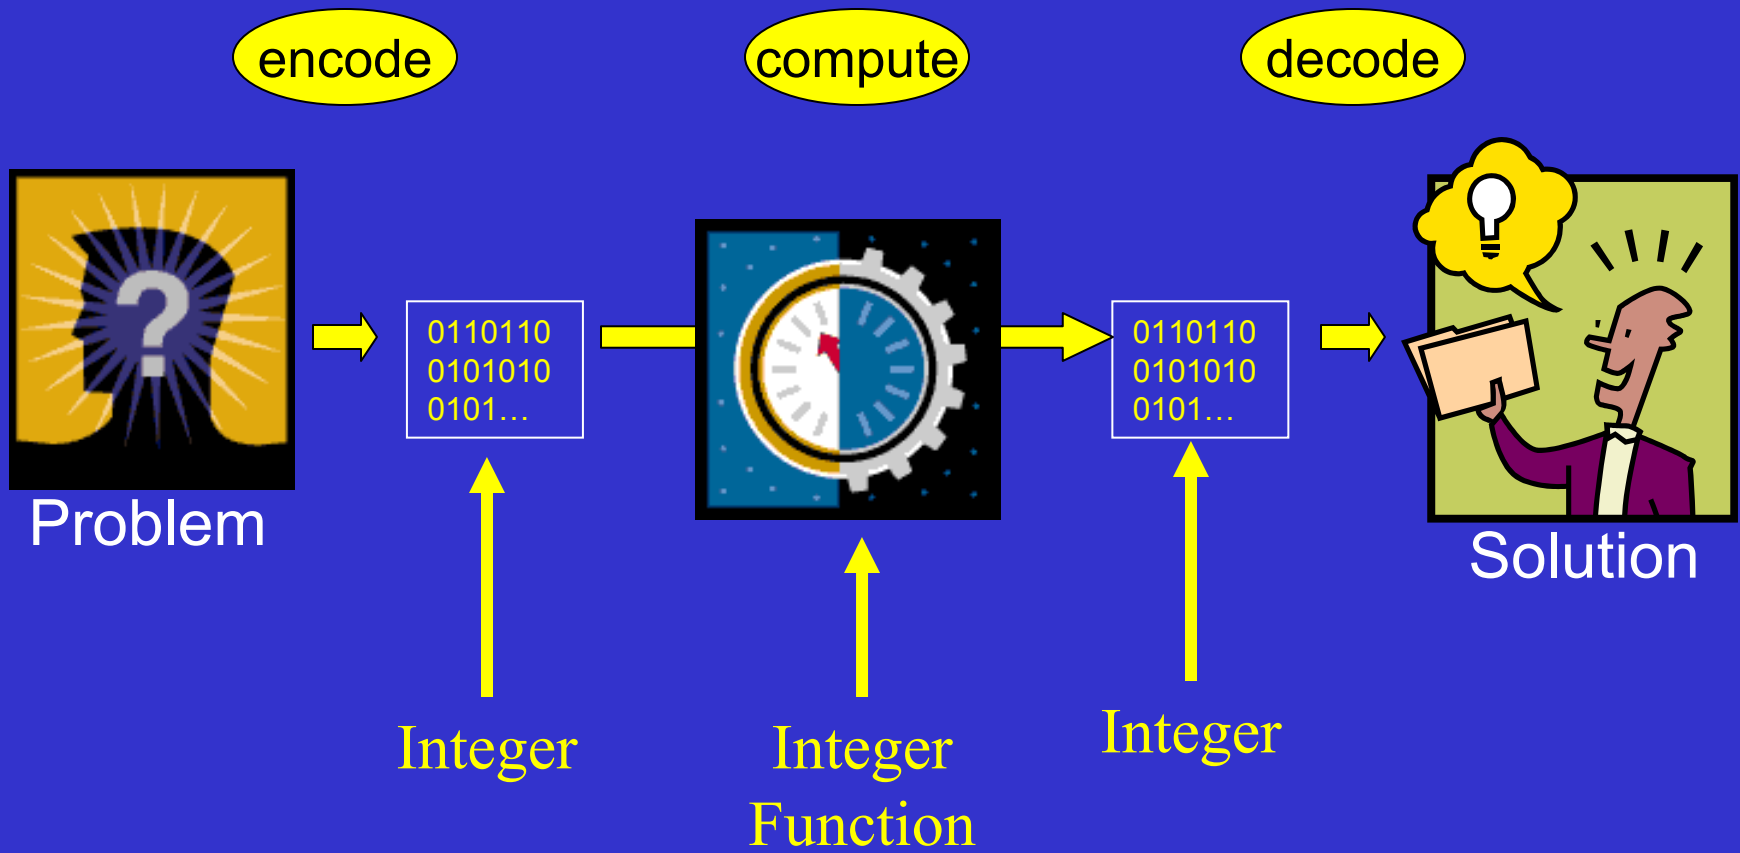 encode
compute
decode
?
0110110
0101010
0101...
0110110
0101010
0101...
Problem
Solution
Integer
Integer
Function
Integer